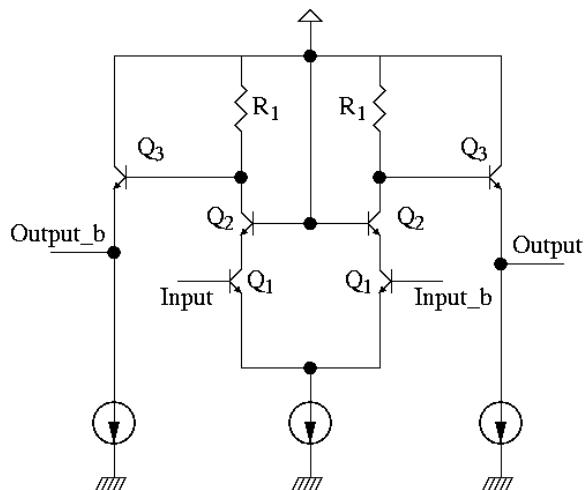 R1 R1
Q3 Q3
Q2 Q2
Output_b Output
Input Q1 Q1 Input_b